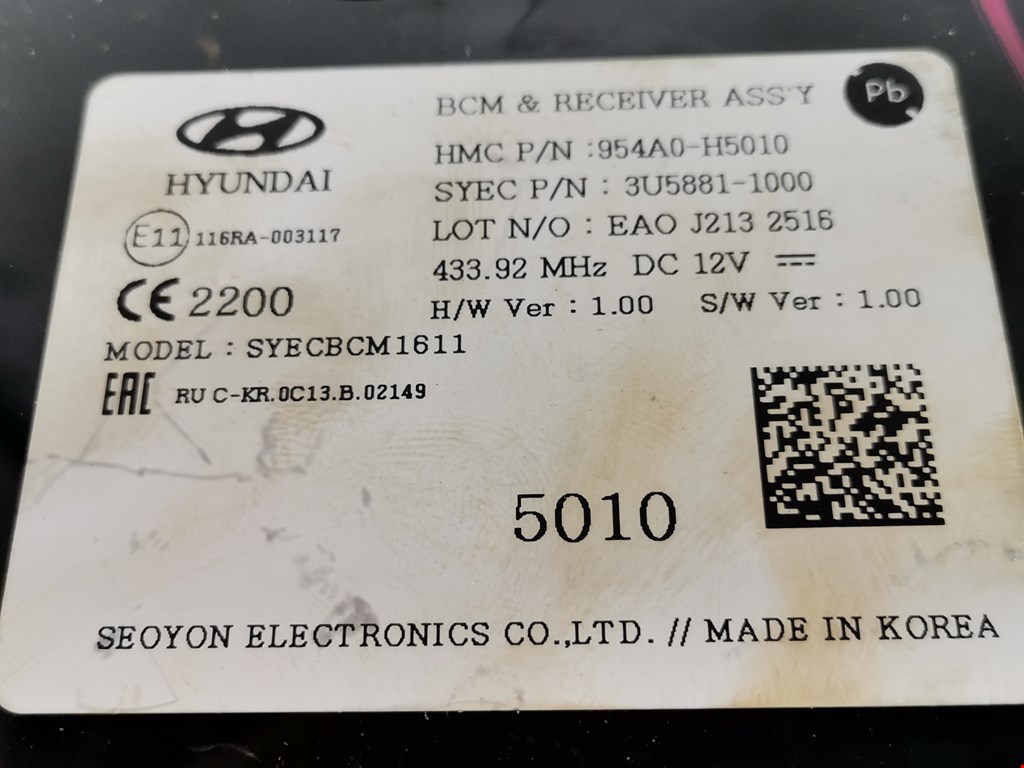 BCM & RECEIVER ASS'Y
Pb
HYUNDAI
HMC P/N :954A0-H5010
SYEC P/N : 3U5881-1000
E11 116RA-003117
LOT N/O : EAO J213 2516
433.92 MHz DC 12V
CE 2200
H/W Ver : 1.00 S/W Ver : 1.00
MODEL : SYECBCM1611
EAC RU C-KR.0C13.B.02149
5010
SEOYON ELECTRONICS CO.,LTD. // MADE IN KOREA